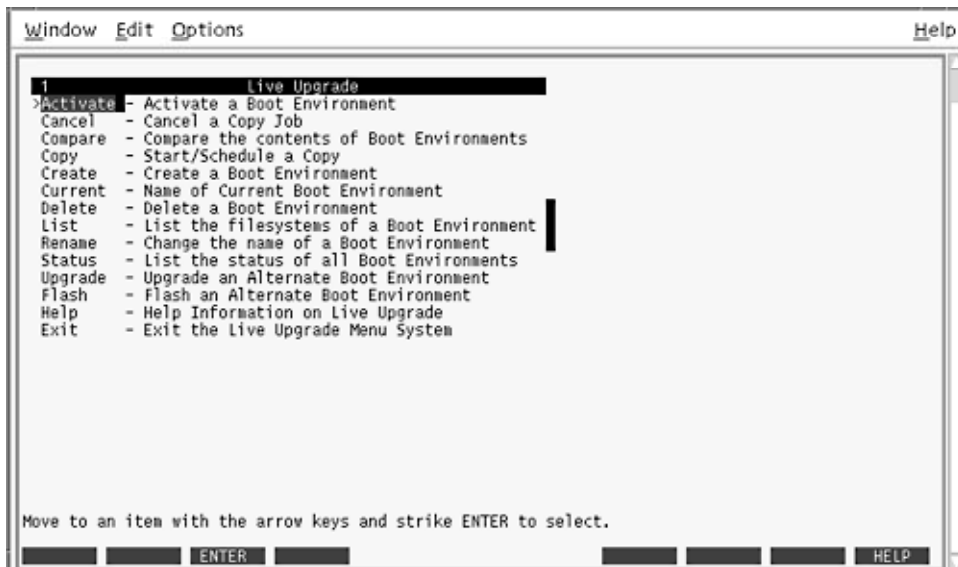 Window Edit Options Help
1 Live Upgrade
>Activate - Activate a Boot Environment
Cancel - Cancel a Copy Job
Compare - Compare the contents of Boot Environments
Copy - Start/Schedule a Copy
Create - Create a Boot Environment
Current - Name of Current Boot Environment
Delete - Delete a Boot Environment
List - List the filesystems of a Boot Environment
Rename - Change the name of a Boot Environment
Status - List the status of all Boot Environments
Upgrade - Upgrade an Alternate Boot Environment
Flash - Flash an Alternate Boot Environment
Help - Help Information on Live Upgrade
Exit - Exit the Live Upgrade Menu System
Move to an item with the arrow keys and strike ENTER to select.
ENTER HELP